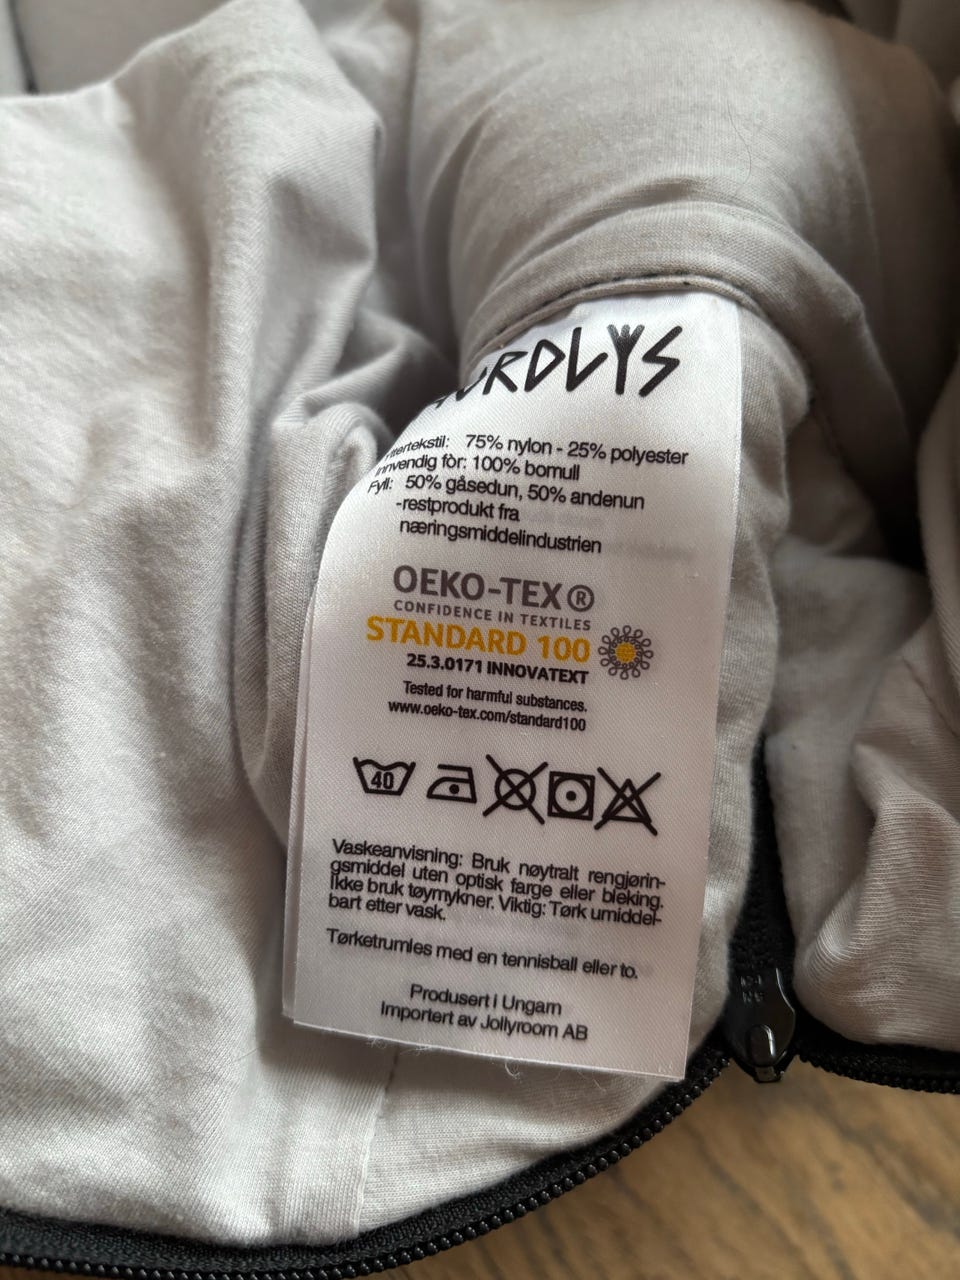 75% nylon - 25% polyester
Innvendig fòr: 100% bomull
Fyll: 50% gåsedun, 50% andenun
-restprodukt fra
næringsmiddelindustrien
OEKO-TEX®
CONFIDENCE IN TEXTILES
STANDARD 100
25.3.0171 INNOVATEXT
Tested for harmful substances.
www.oeko-tex.com/standard100
40
Vaskeanvisning: Bruk nøytralt rengjørin-
gsmiddel uten optisk farge eller bleking.
Ikke bruk tøymykner. Viktig: Tørk umiddel-
bart etter vask.
Tørketrumles med en tennisball eller to.
Produsert i Ungarn
Importert av Jollyroom AB